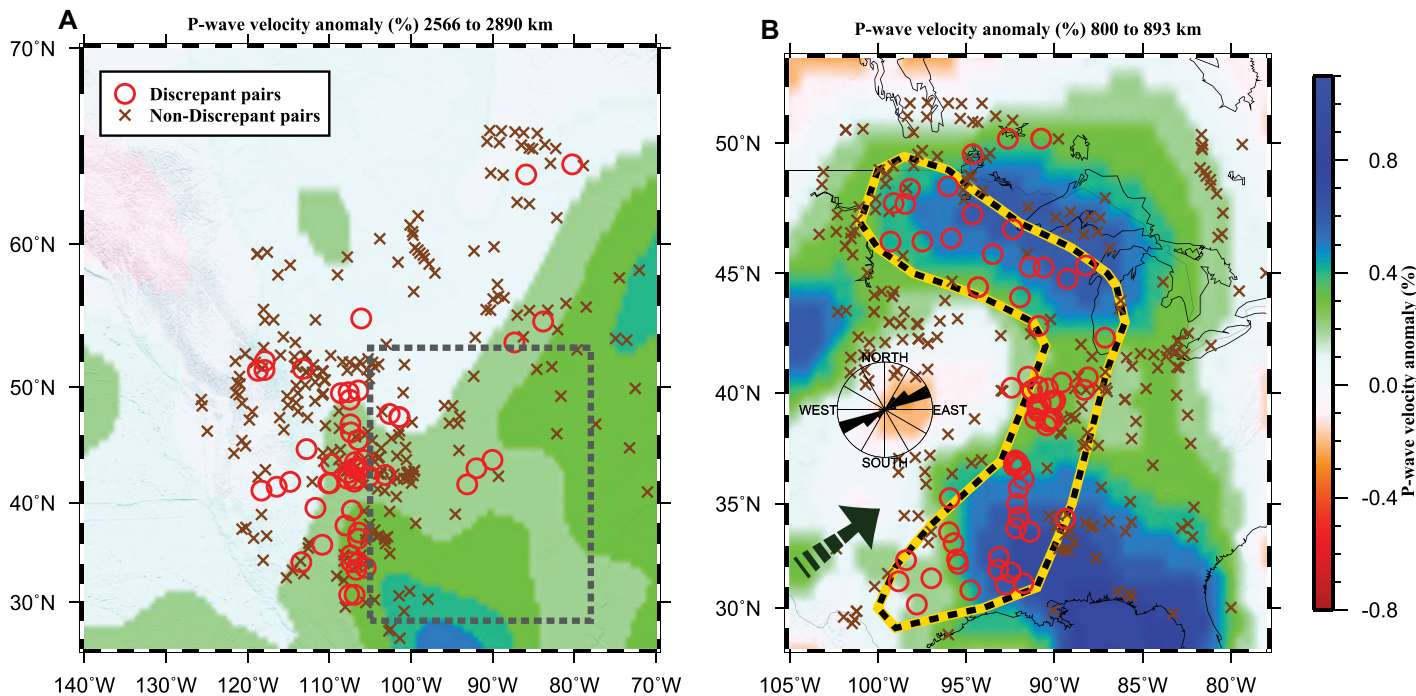 A
P-wave velocity anomaly (%) 2566 to 2890 km
70°N
60°N
50°N
40°N
30°N
Discrepant pairs
Non-Discrepant pairs
140°W 130°W 120°W 110°W 100°W 90°W 80°W 70°W
B
P-wave velocity anomaly (%) 800 to 893 km
50°N
45°N
40°N
35°N
30°N
NORTH
WEST EAST
SOUTH
105°W 100°W 95°W 90°W 85°W 80°W
0.8
0.4
0.0
-0.4
-0.8
P-wave velocity anomaly (%)